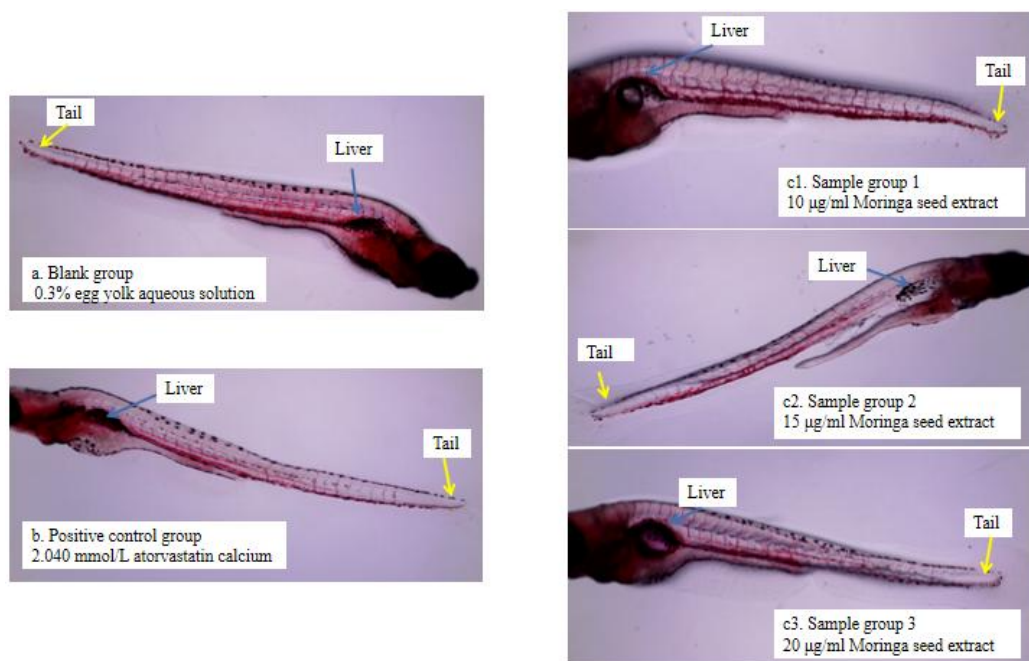 Tail
Liver
a. Blank group
0.3% egg yolk aqueous solution
Liver
Tail
b. Positive control group
2.040 mmol/L atorvastatin calcium
Liver
Tail
c1. Sample group 1
10 µg/ml Moringa seed extract
Liver
Tail
c2. Sample group 2
15 µg/ml Moringa seed extract
Liver
Tail
c3. Sample group 3
20 µg/ml Moringa seed extract